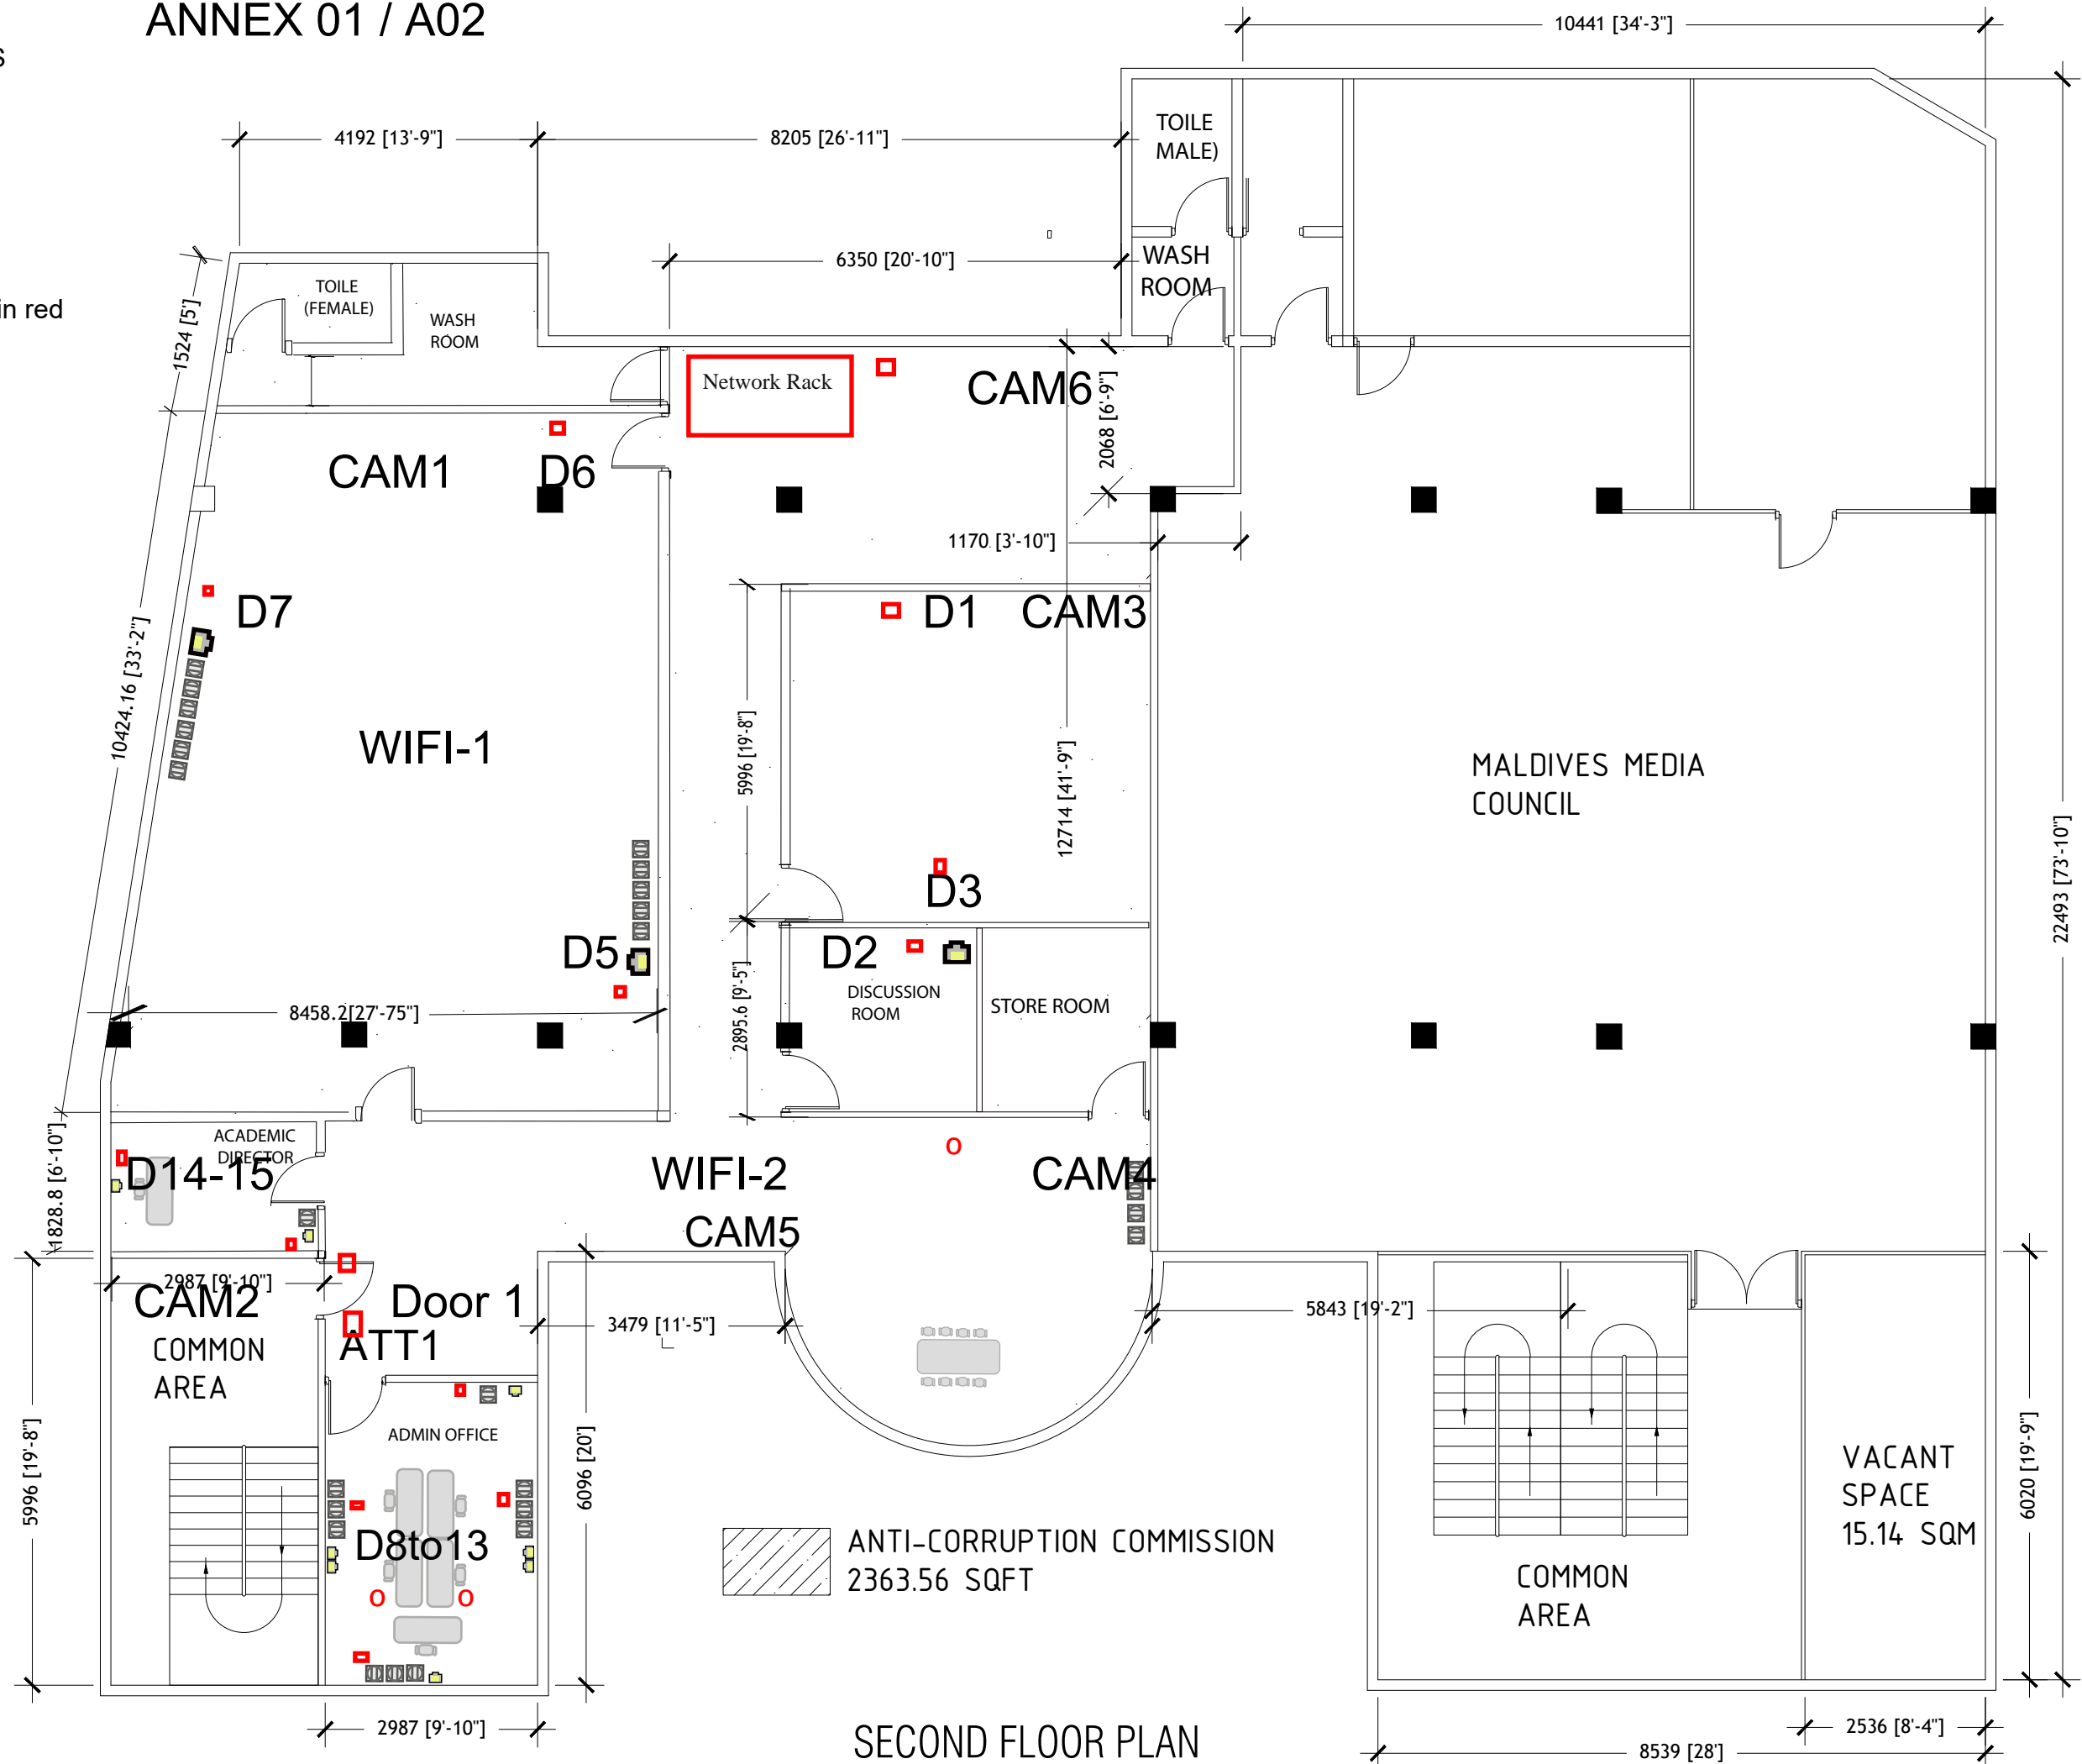 ANNEX 01 / A02
S
in red
10441 [34'-3"]
4192 [13'-9"]
8205 [26'-11"]
TOILE
MALE)
6350 [20'-10"]
WASH
ROOM
TOILE
(FEMALE)
WASH
ROOM
1524 [5']
Network Rack
CAM6
2068 [6'-9"]
CAM1
D6
1170 [3'-10"]
D7
D1
CAM3
10424.16 [33'-2"]
5996 [19'-8"]
12714 [41'-9"]
WIFI-1
MALDIVES MEDIA
COUNCIL
22493 [73'-10"]
D3
D5
D2
DISCUSSION
ROOM
STORE ROOM
2895.6 [9'-5"]
8458.2[27'-75"]
1828.8 [6'-10"]
ACADEMIC
DIRECTOR
D14-15
WIFI-2
CAM4
O
CAM5
2987 [9'-10"]
CAM2
Door 1
ATT1
COMMON
AREA
3479 [11'-5"]
5843 [19'-2"]
5996 [19'-8"]
ADMIN OFFICE
6096 [20']
D8to13
O
O
ANTI-CORRUPTION COMMISSION
2363.56 SQFT
VACANT
SPACE
15.14 SQM
6020 [19'-9"]
COMMON
AREA
2987 [9'-10"]
SECOND FLOOR PLAN
2536 [8'-4"]
8539 [28']